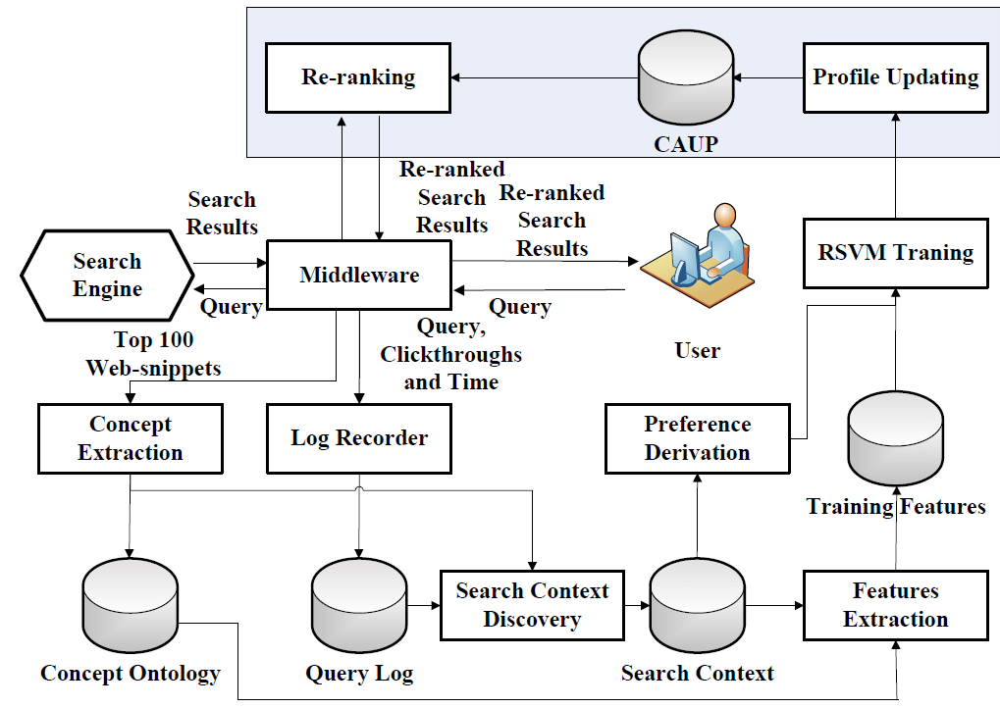 Re-ranking
Profile Updating
CAUP
Re-ranked
Search
Results
Re-ranked
Search
Results
Search
Results
Search
Engine
Middleware
RSVM Traning
Query
Query
Query,
Clickthroughs
and Time
User
Top 100
Web-snippets
Concept
Extraction
Log Recorder
Preference
Derivation
Training Features
Search Context
Discovery
Features
Extraction
Concept Ontology
Query Log
Search Context